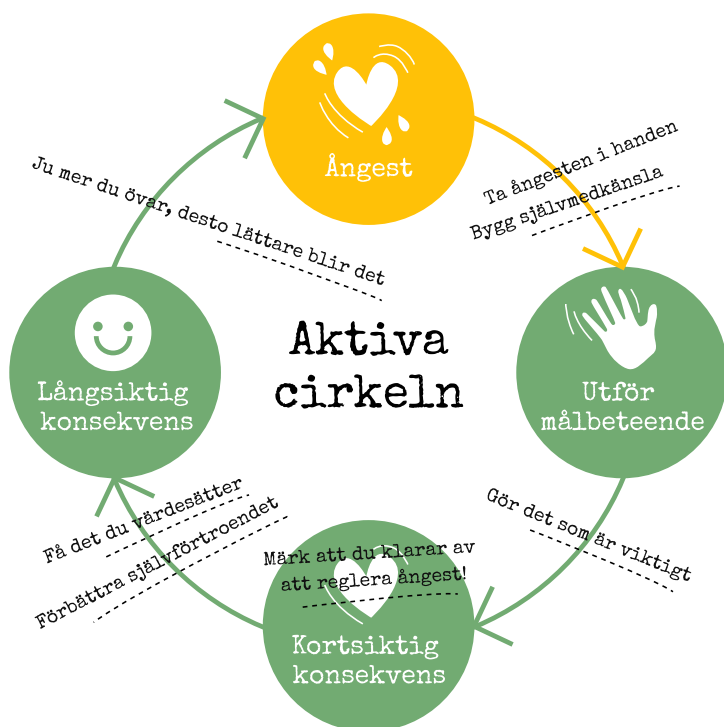 Ångest
Ta ångesten i handen
Bygg självmedkänsla
Ju mer du övar, desto lättare blir det
Aktiva
cirkeln
Långsiktig
konsekvens
Utför
målbeteende
Få det du värdesätter
Förbättra självförtroendet
Gör det som är viktigt
Märk att du klarar av
att reglera ångest!
Kortsiktig
konsekvens